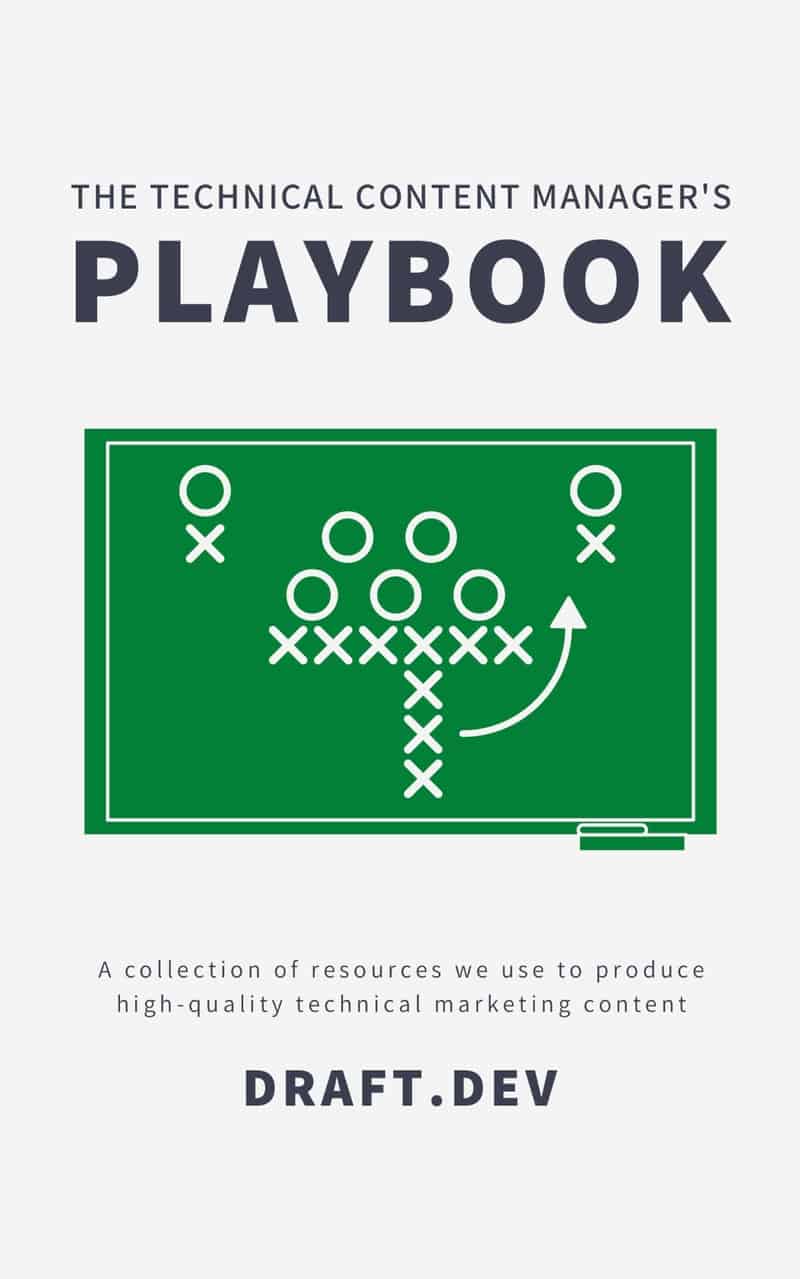 THE TECHNICAL CONTENT MANAGER'S
PLAYBOOK
A collection of resources we use to produce
high-quality technical marketing content
DRAFT.DEV